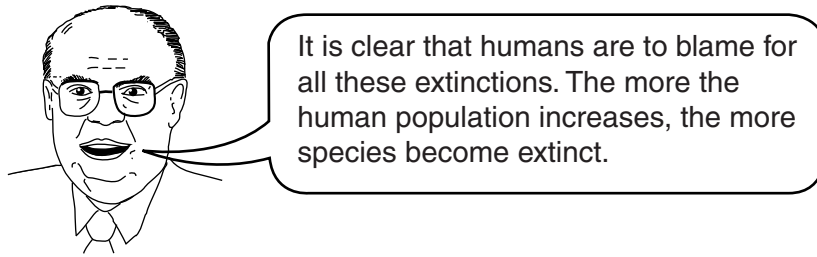 It is clear that humans are to blame for
all these extinctions. The more the
human population increases, the more
species become extinct.